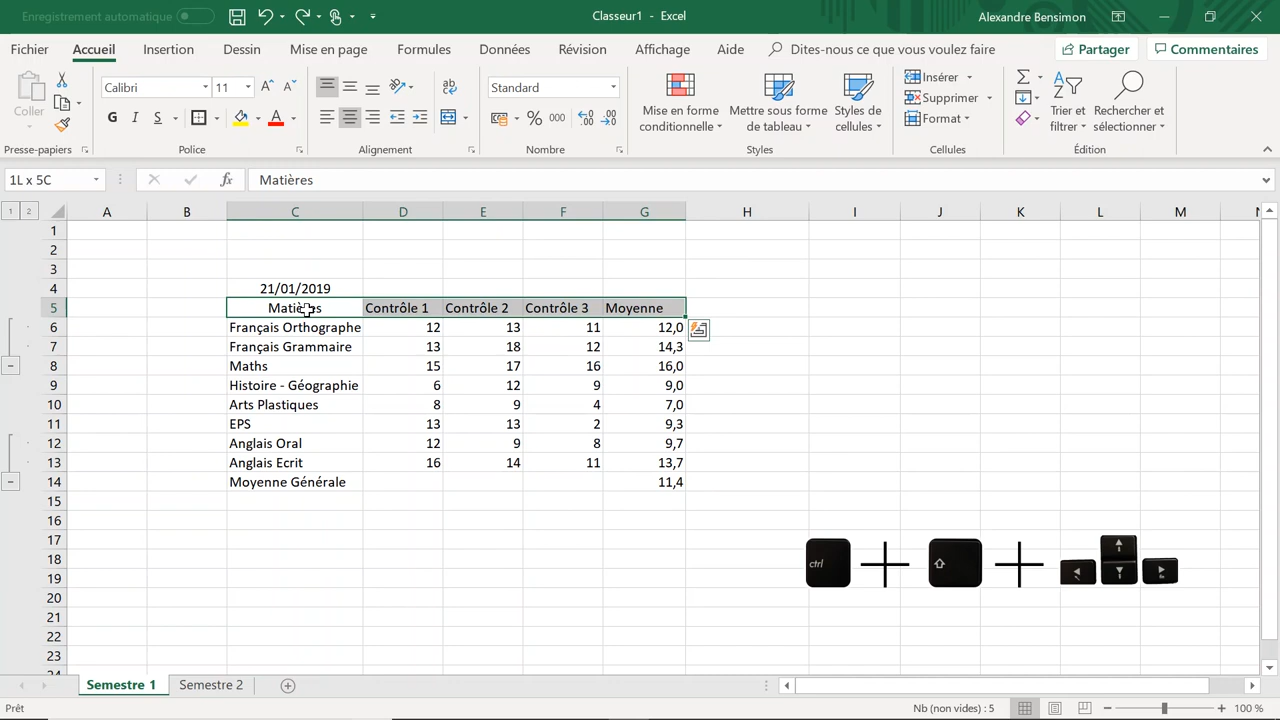 Enregistrement automatique
Classeur1 - Excel
Alexandre Bensimon
Fichier Accueil Insertion Dessin Mise en page Formules Données Révision Affichage Aide Dites-nous ce que vous voulez faire Partager Commentaires
Coller
Presse-papiers
Calibri 11
G I S
Police
Alignement
Standard
% 000
Nombre
Mise en forme conditionnelle
Mettre sous forme de tableau
Styles de cellules
Styles
Insérer
Supprimer
Format
Cellules
Trier et filtrer
Rechercher et sélectionner
Édition
1L x 5C fx Matières
1 2 A B C D E F G H I J K L M N
1
2
3
4 21/01/2019
5 Matières Contrôle 1 Contrôle 2 Contrôle 3 Moyenne
6 Français Orthographe 12 13 11 12,0
7 Français Grammaire 13 18 12 14,3
8 Maths 15 17 16 16,0
9 Histoire - Géographie 6 12 9 9,0
10 Arts Plastiques 8 9 4 7,0
11 EPS 13 13 2 9,3
12 Anglais Oral 12 9 8 9,7
13 Anglais Ecrit 16 14 11 13,7
14 Moyenne Générale 11,4
15
16
17
18
19
20
21
22
23
24
ctrl
Semestre 1 Semestre 2
Prêt Nb (non vides) : 5 100 %